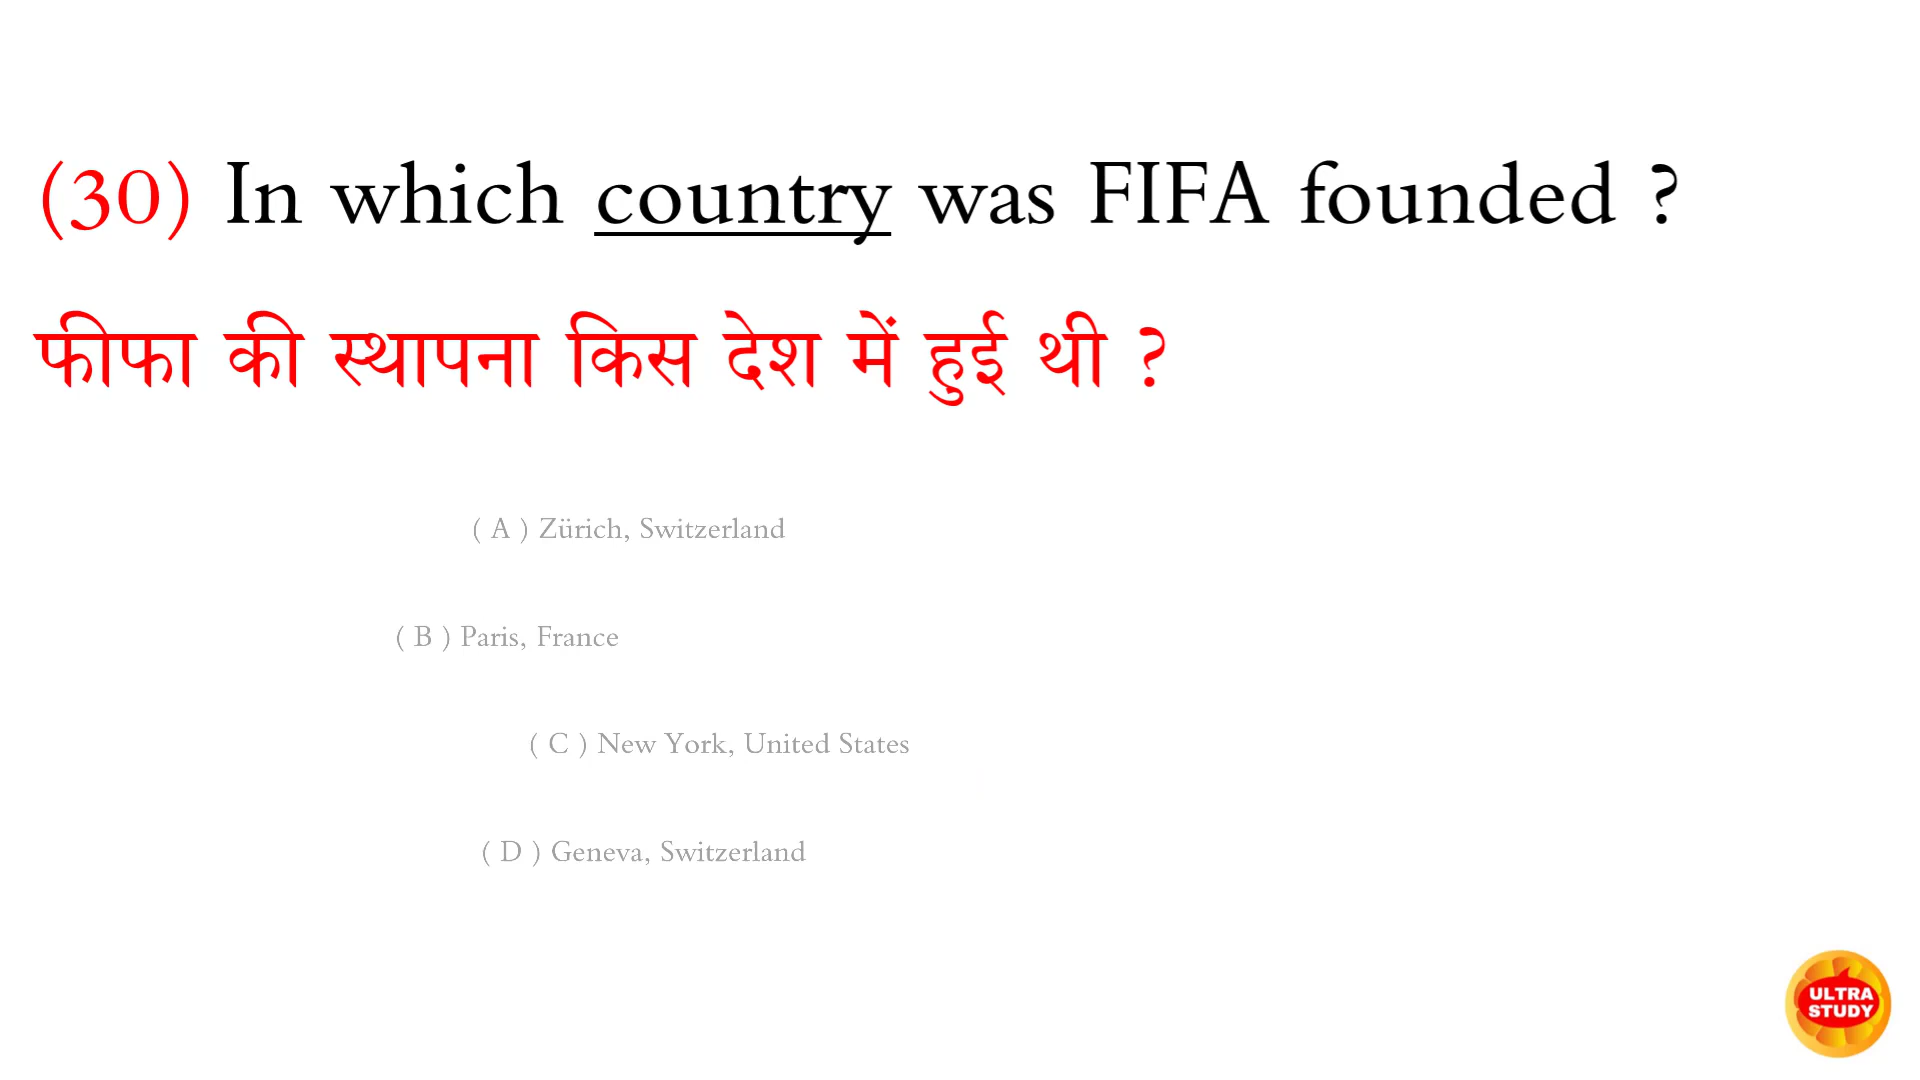 (30) In which country was FIFA founded ?
फीफा की स्थापना किस देश में हुई थी ?
( A ) Zürich, Switzerland
( B ) Paris, France
( C ) New York, United States
( D ) Geneva, Switzerland
ULTRA
STUDY